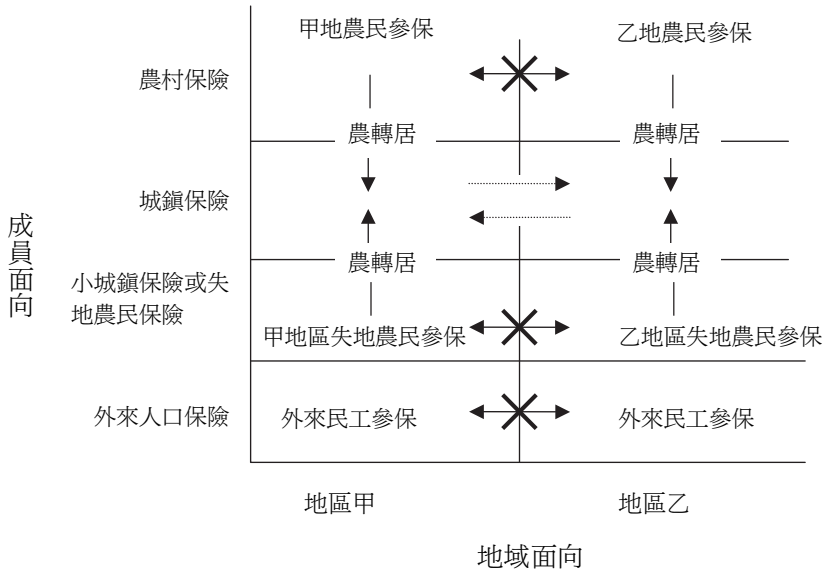 甲地農民參保
乙地農民參保
農村保險
農轉居
農轉居
城鎮保險
成員面向
農轉居
農轉居
小城鎮保險或失
地農民保險
甲地區失地農民參保
乙地區失地農民參保
外來人口保險
外來民工參保
外來民工參保
地區甲
地區乙
地域面向